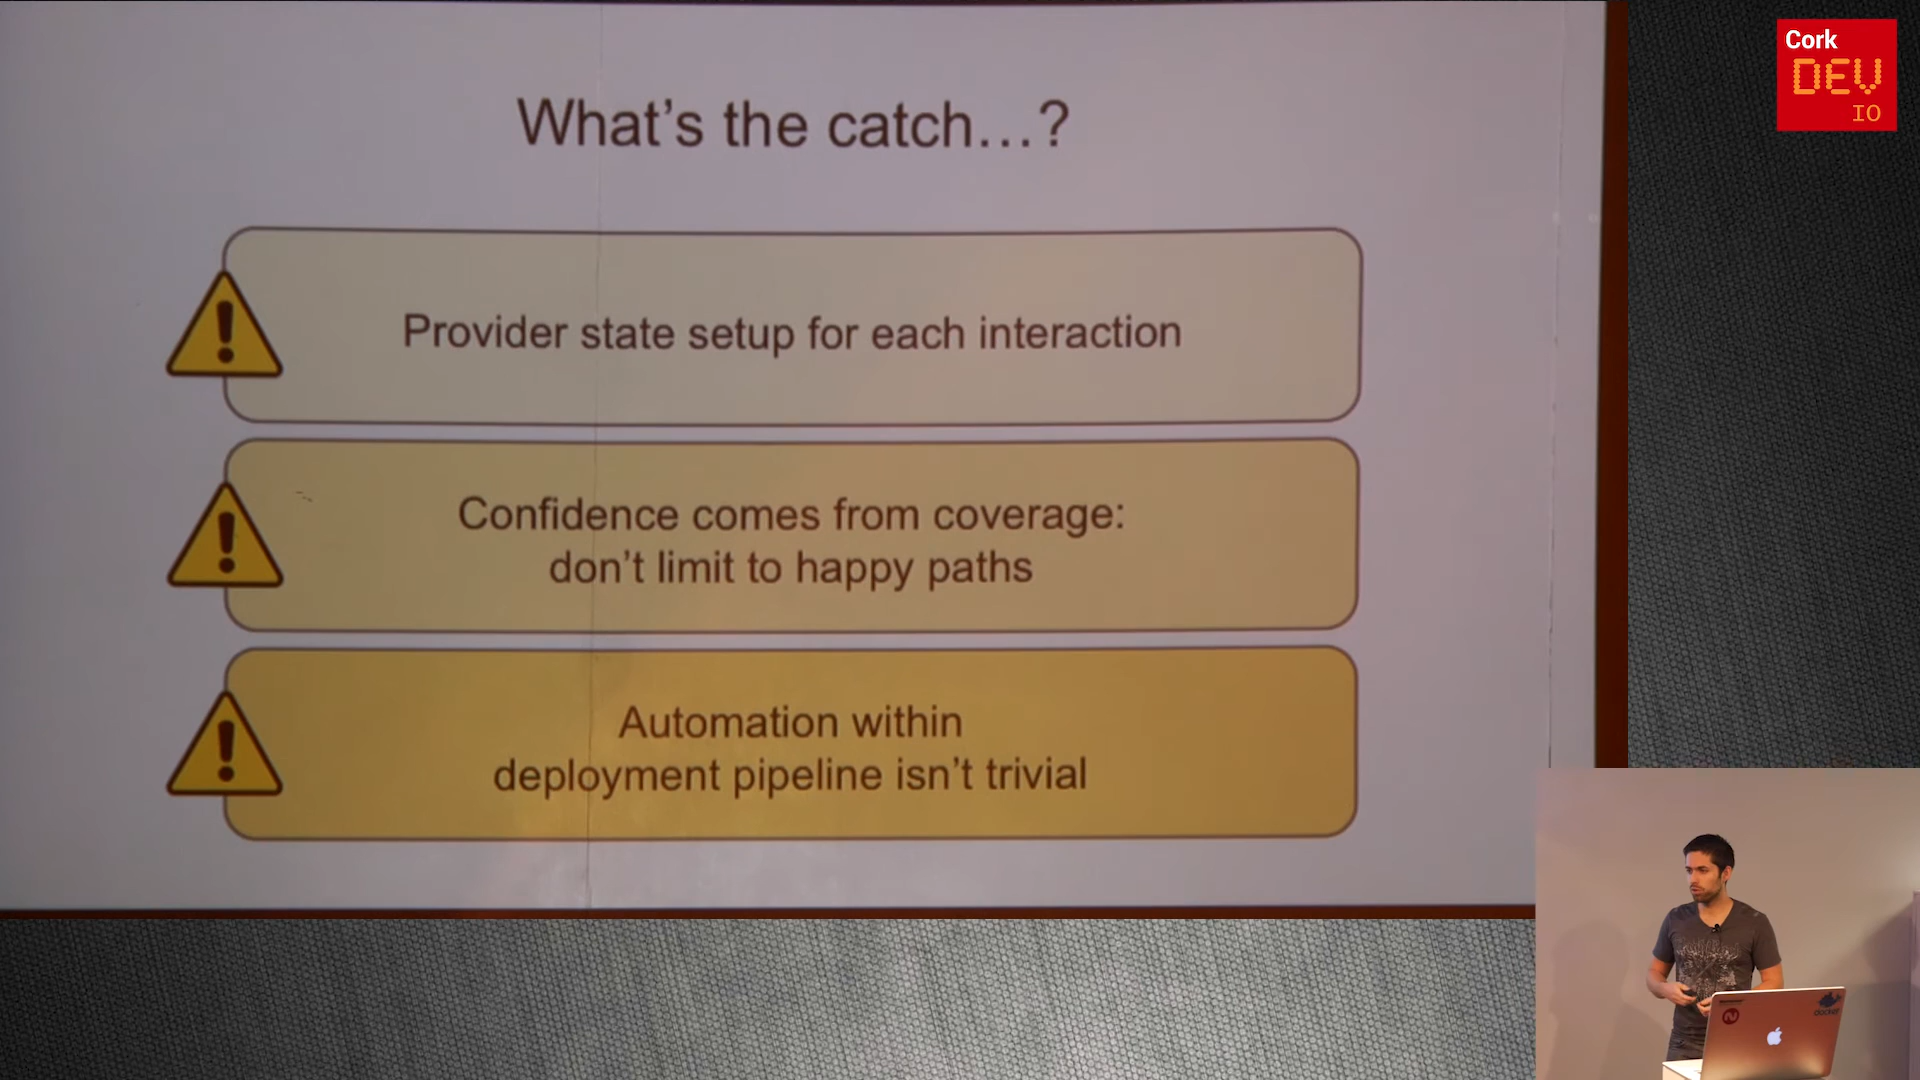 Cork
DEV
IO
What's the catch...?
Provider state setup for each interaction
Confidence comes from coverage:
don't limit to happy paths
Automation within
deployment pipeline isn't trivial
docker